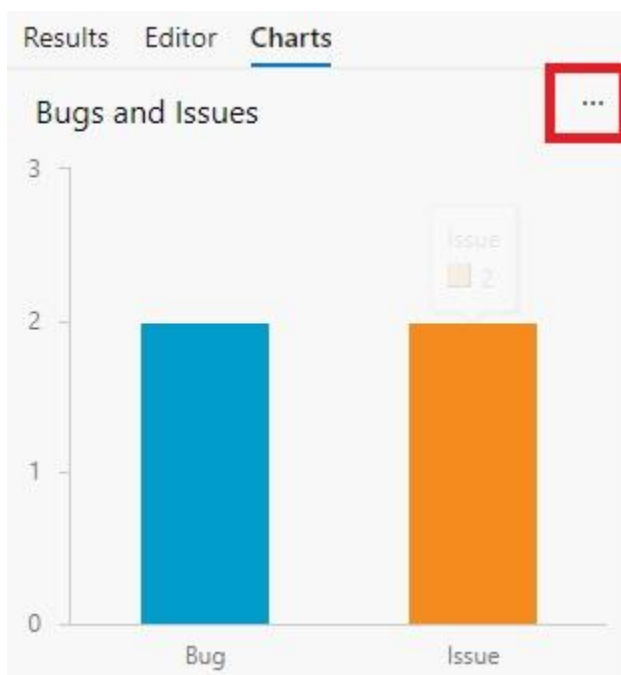 Results Editor Charts
Bugs and Issues
...
3
Issue
2
2
1
0
Bug Issue